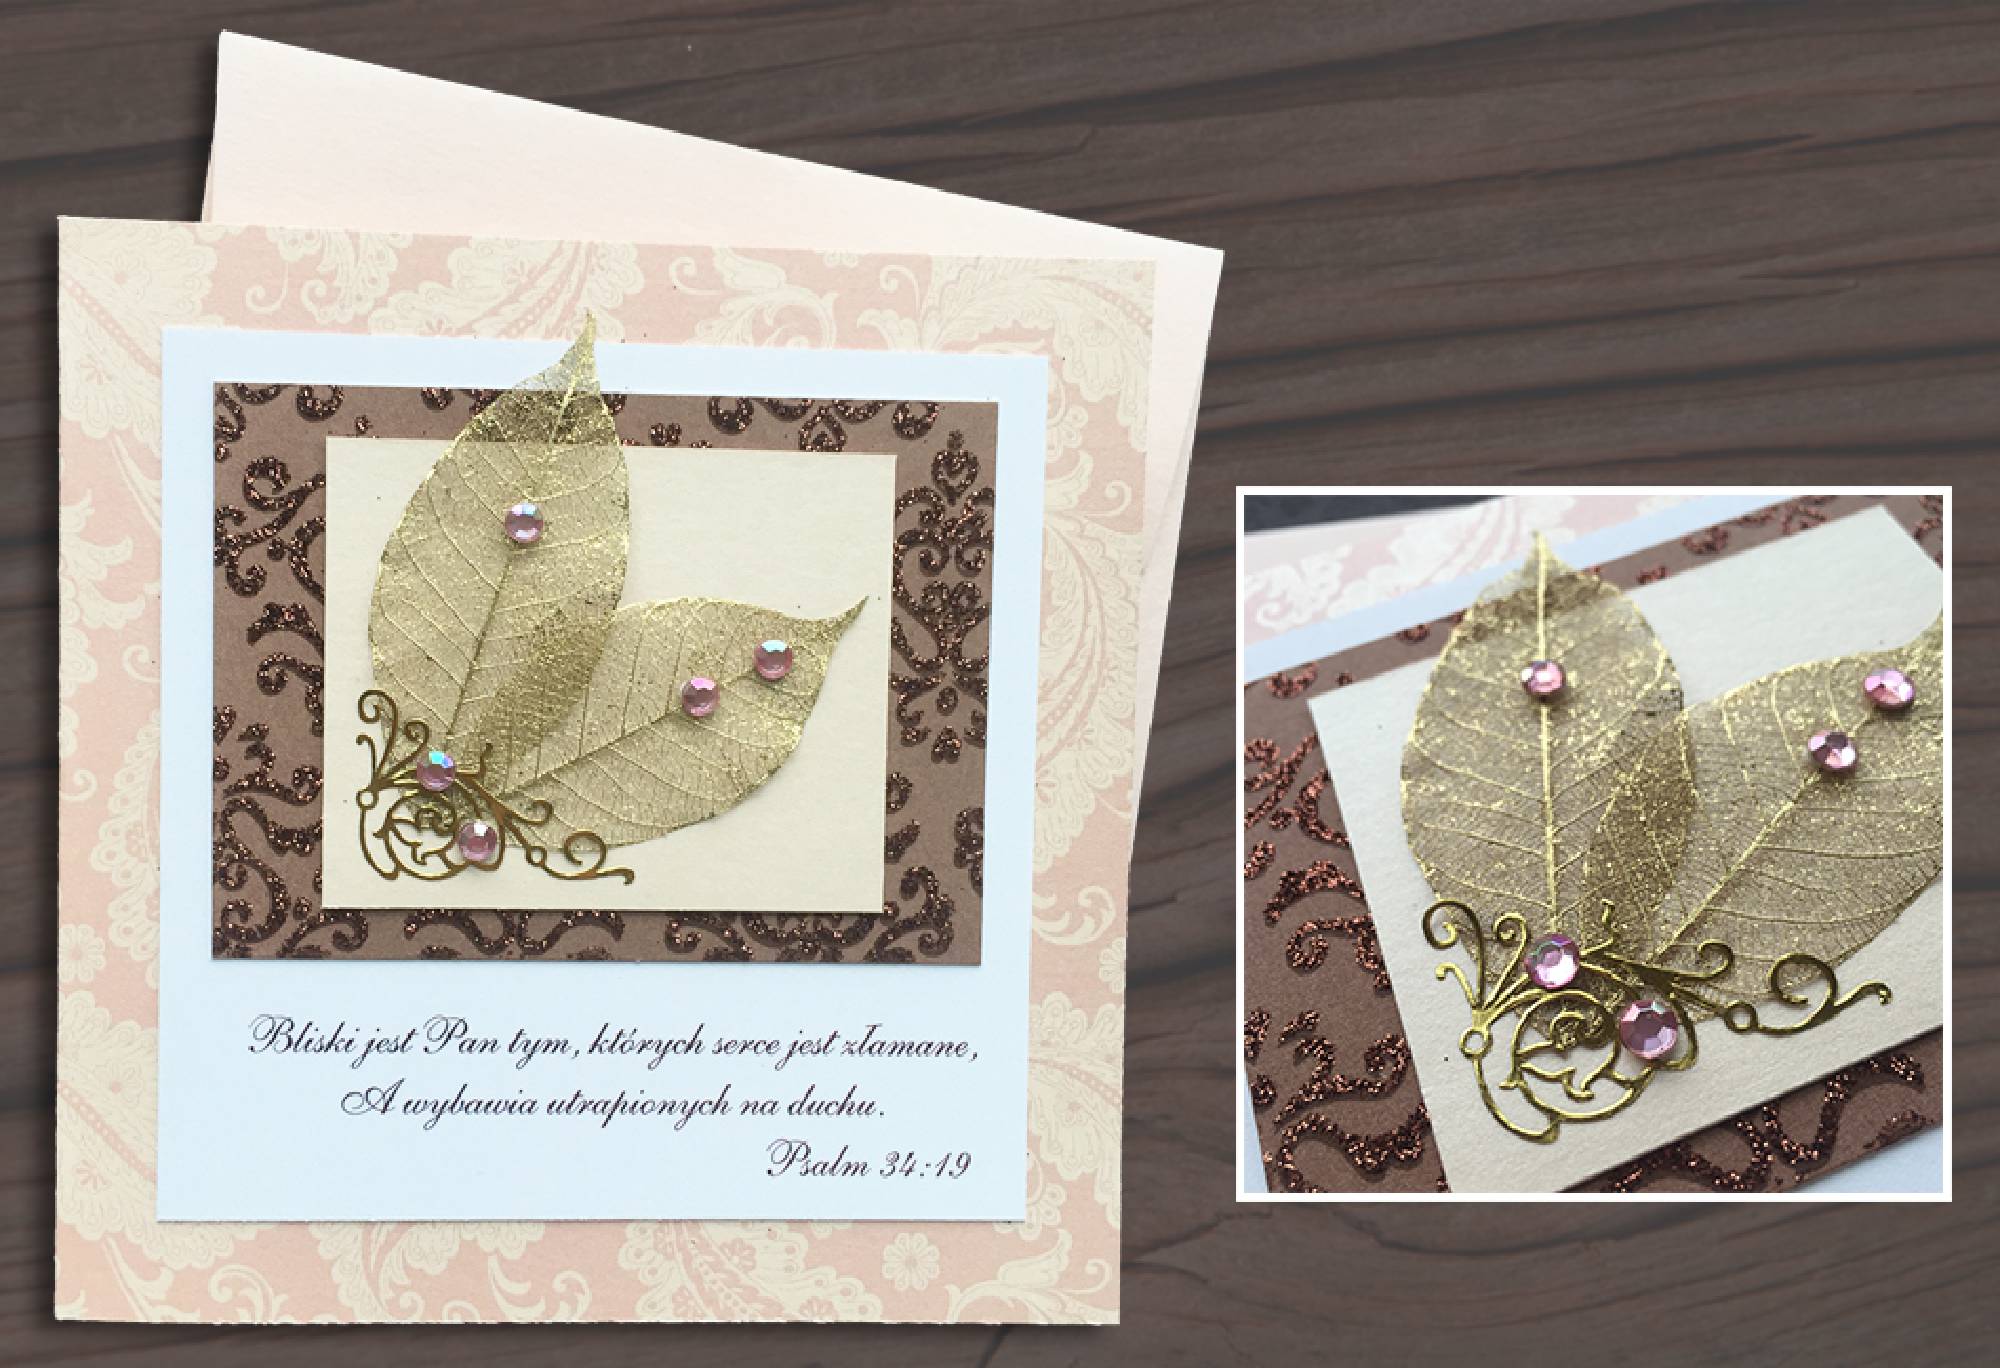 Bliski jest Pan tym, których serce jest złamane,
A wybawia utrapionych na duchu.
Psalm 34:19